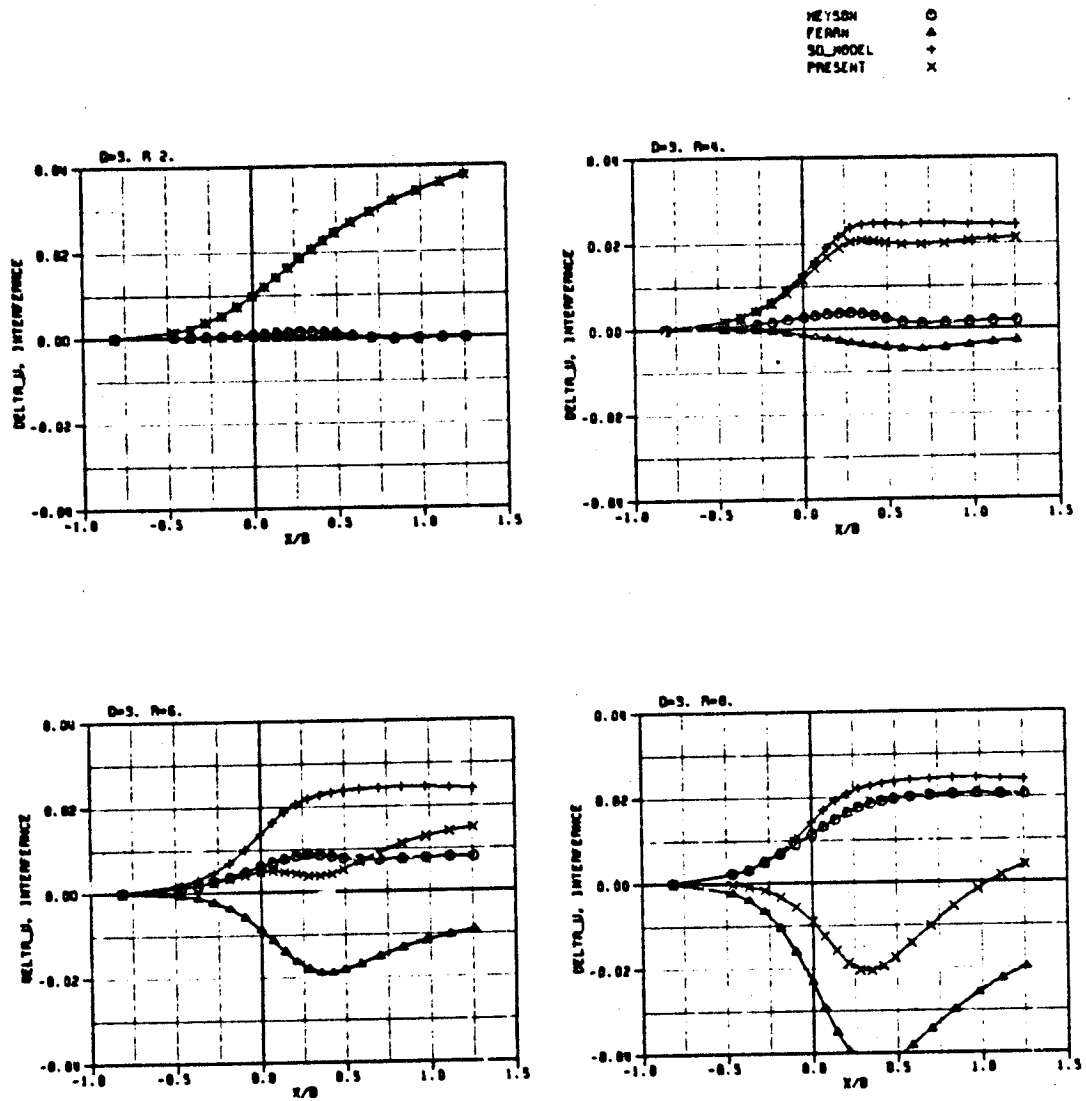 HEYSON
FERRN
SD_MODEL
PRESENT
D=3. R 2.
0.04
0.02
0.00
-0.02
-0.04
-1.0 -0.5 0.0 0.5 1.0 1.5
X/B
DELTA_U, INTERFERENCE
D=3. R=4.
0.04
0.02
0.00
-0.02
-0.04
-1.0 -0.5 0.0 0.5 1.0 1.5
X/B
DELTA_U, INTERFERENCE
D=3. R=6.
0.04
0.02
0.00
-0.02
-0.04
-1.0 -0.5 0.0 0.5 1.0 1.5
X/B
DELTA_U, INTERFERENCE
D=3. R=8.
0.04
0.02
0.00
-0.02
-0.04
-1.0 -0.5 0.0 0.5 1.0 1.5
X/B
DELTA_U, INTERFERENCE